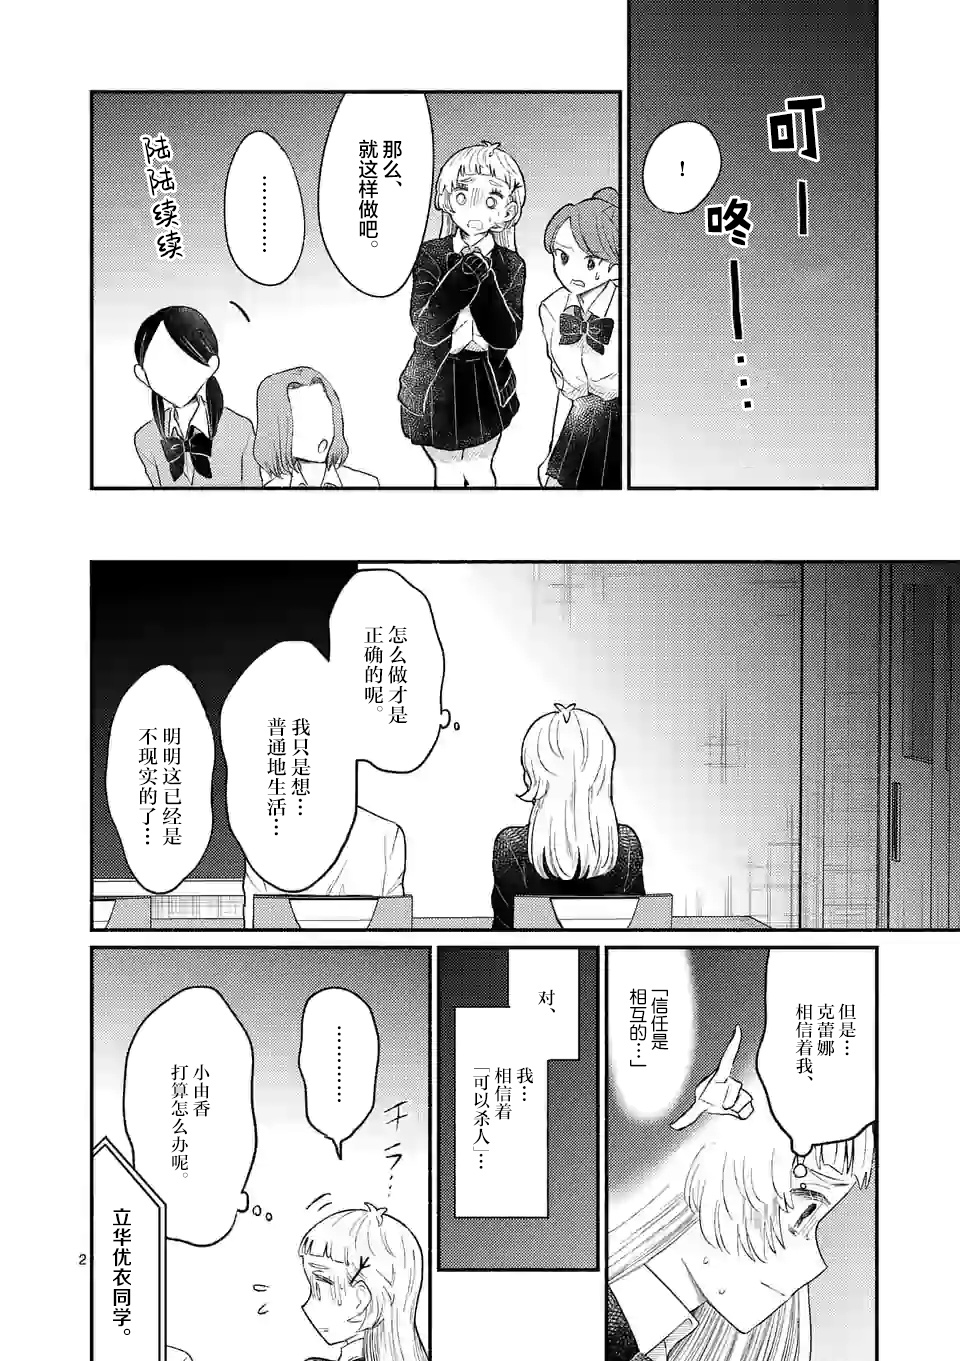 叮——
咚——…
！
那么、
就这样做吧。
………
陆陆续续
怎么做才是
正确的呢。
我只是想…
普通地生活…
明明这已经是
不现实的了…
但是…
克蕾娜
相信着我、
「信任是
相互的…」
对、
我…
相信着
「可以杀人」…
………
小由香
打算怎么办呢。
立华优衣同学。
2